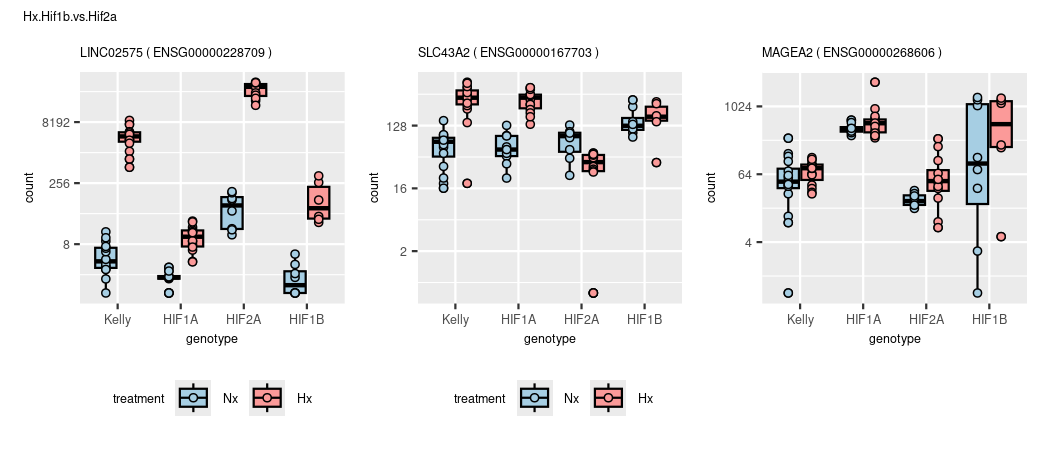 Hx.Hif1b.vs.Hif2a
LINC02575 ( ENSG00000228709 )
count
8192
256
8
Kelly HIF1A HIF2A HIF1B
genotype
treatment Nx Hx
SLC43A2 ( ENSG00000167703 )
count
128
16
2
Kelly HIF1A HIF2A HIF1B
genotype
treatment Nx Hx
MAGEA2 ( ENSG00000268606 )
count
1024
64
4
Kelly HIF1A HIF2A HIF1B
genotype